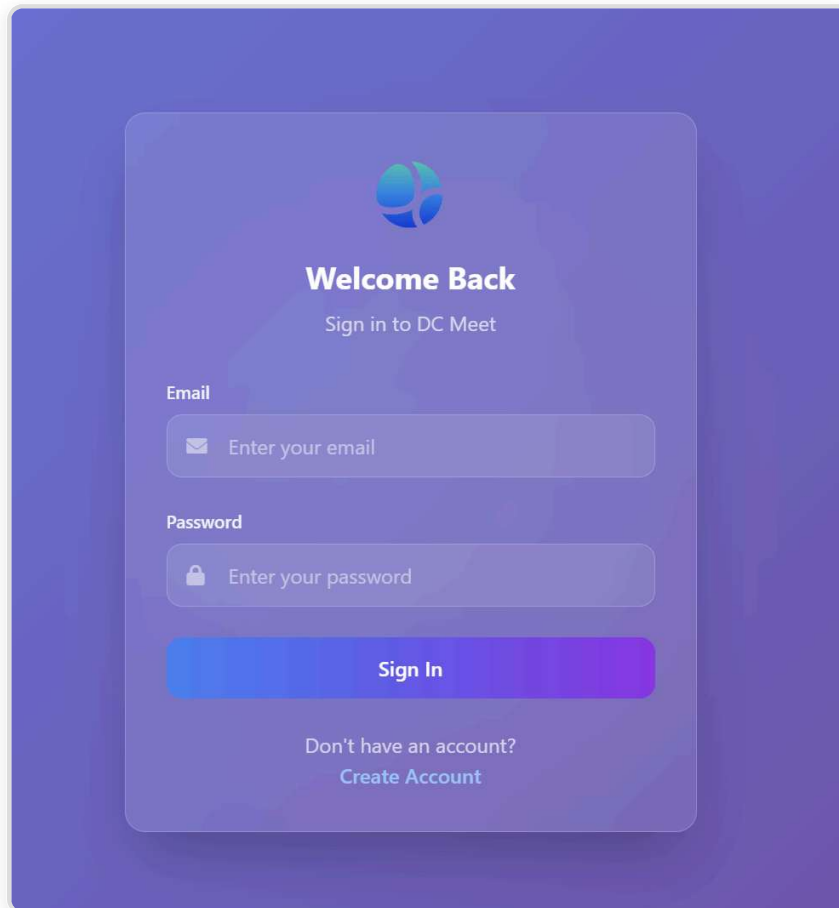 Welcome Back
Sign in to DC Meet
Email
Enter your email
Password
Enter your password
Sign In
Don't have an account?
Create Account